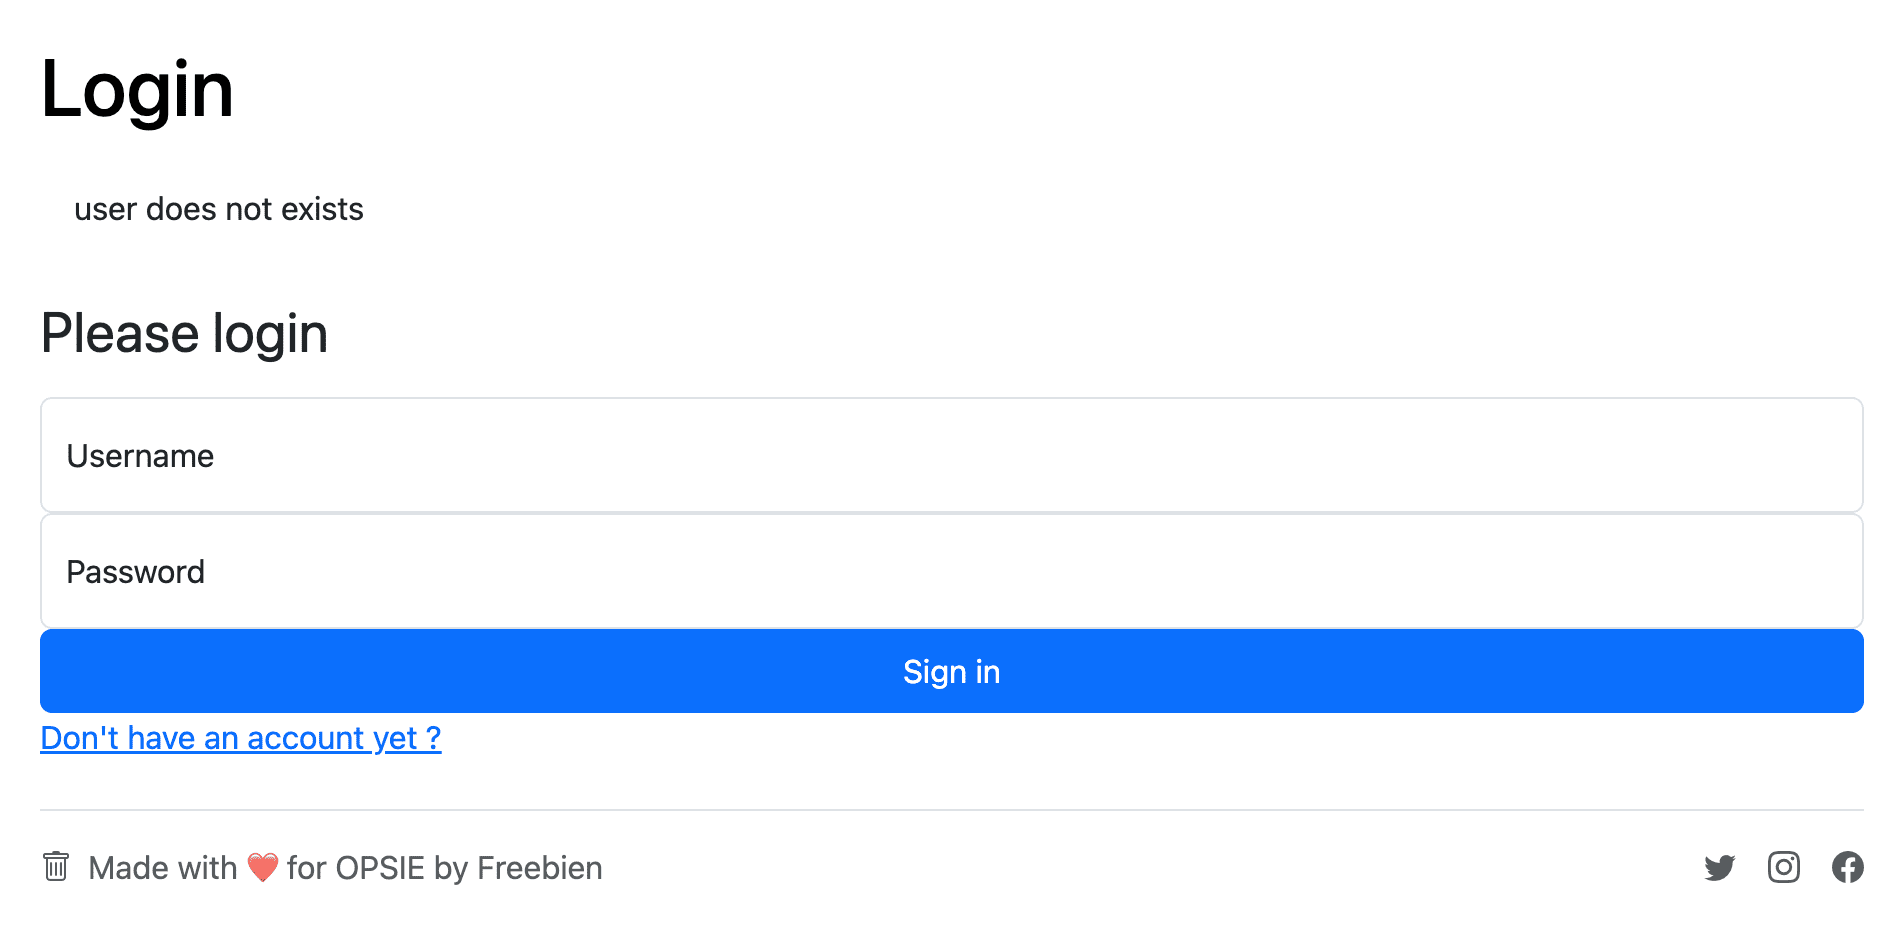 Login
user does not exists
Please login
Username
Password
Sign in
Don't have an account yet ?
Made with ❤️ for OPSIE by Freebien